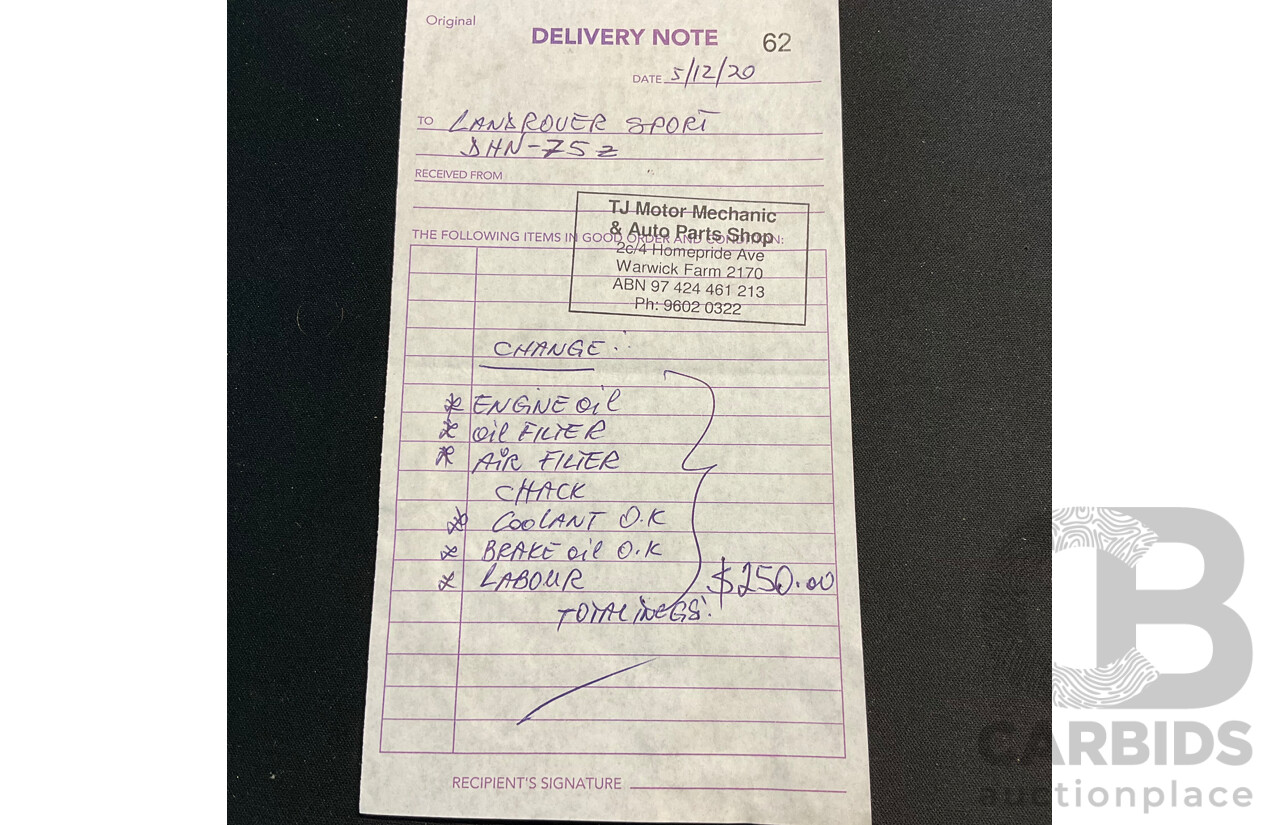 Original
DELIVERY NOTE 62
DATE 5/12/20
TO LANDROVER SPORT
DHN-75Z
RECEIVED FROM
TJ Motor Mechanic
& Auto Parts Shop
THE FOLLOWING ITEMS IN GOOD ORDER AND CONDITION:
2c/4 Homepride Ave
Warwick Farm 2170
ABN 97 424 461 213
Ph: 9602 0322
CHANGE:
* ENGINE OIL
* OIL FILTER
* AIR FILTER
CHACK
* COOLANT O.K
* BRAKE OIL O.K
* LABOUR $250.00
TOTAL
RECIPIENT'S SIGNATURE
CARBIDS
auctionplace